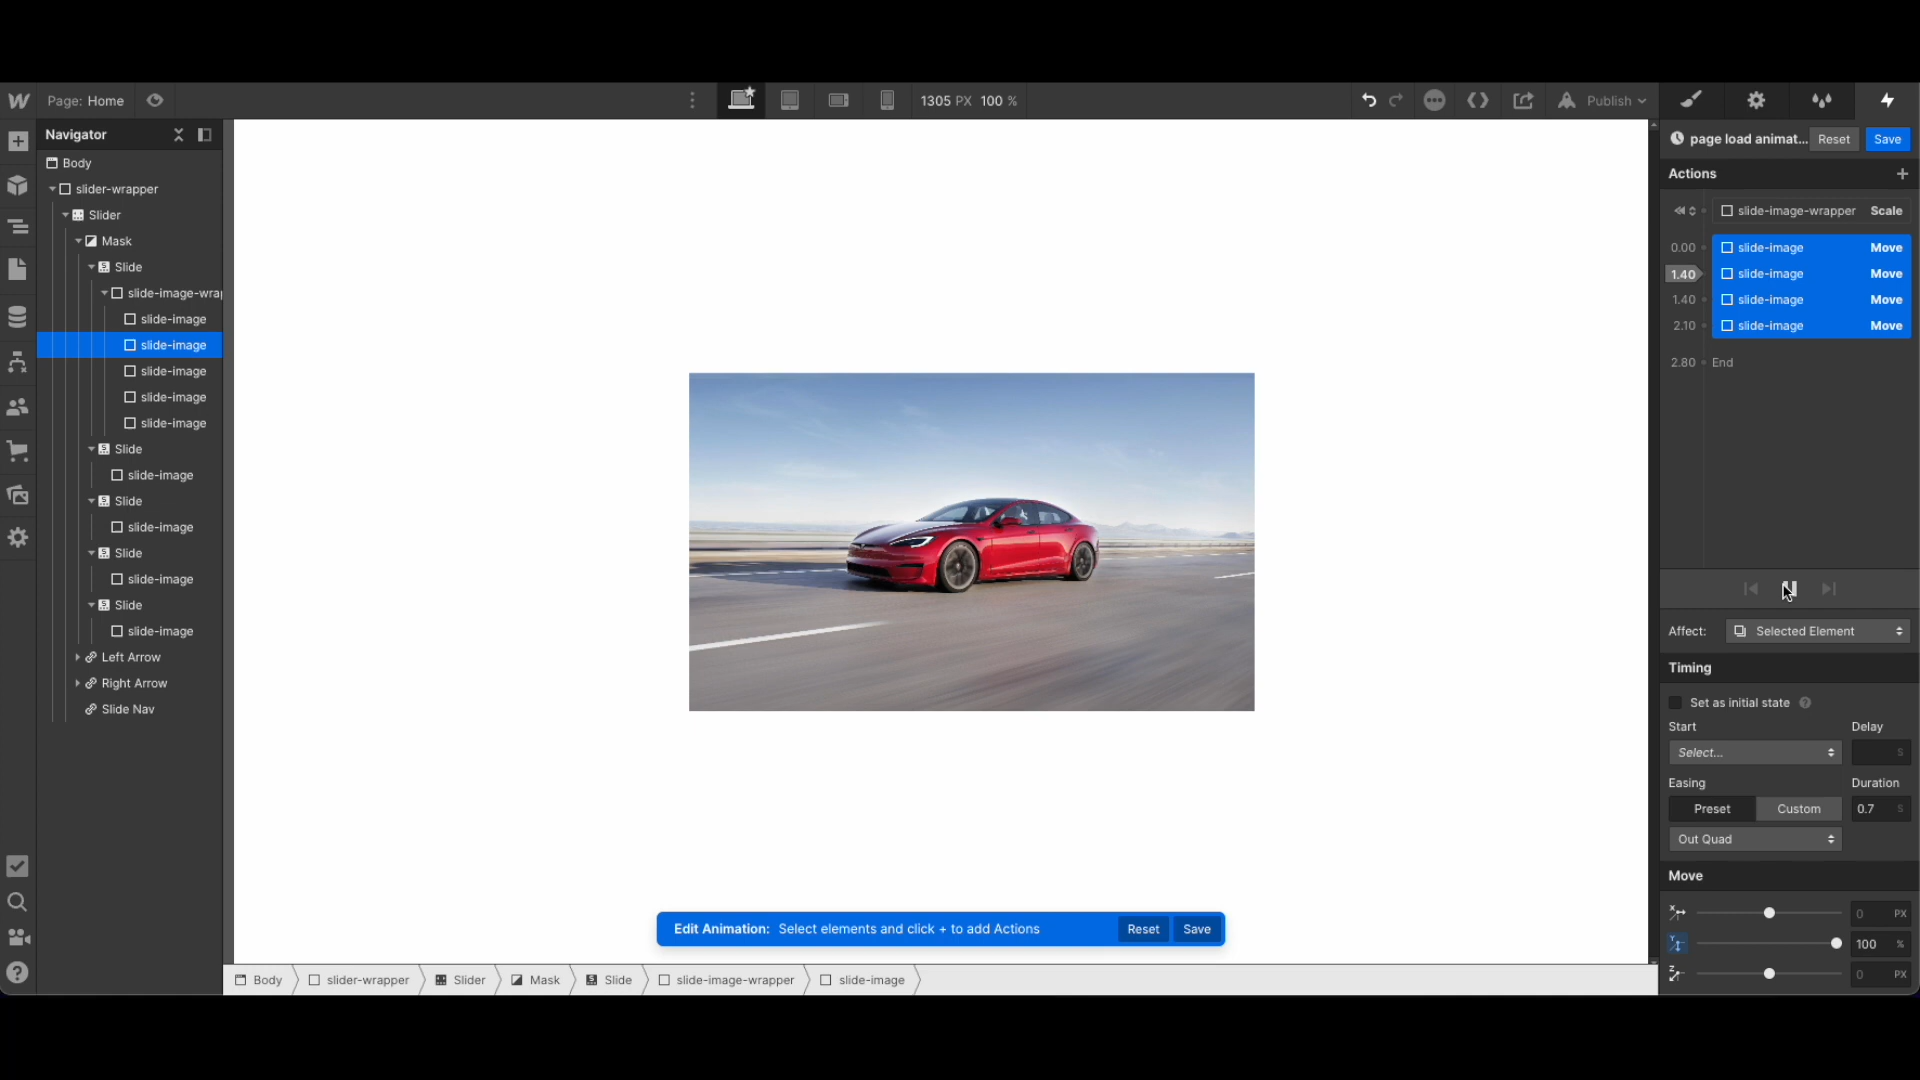 Page: Home
1305 PX 100 %
Publish
Navigator
Body
slider-wrapper
Slider
Mask
Slide
slide-image-wrap
slide-image
slide-image
slide-image
slide-image
slide-image
Slide
slide-image
Slide
slide-image
Slide
slide-image
Slide
slide-image
Left Arrow
Right Arrow
Slide Nav
Edit Animation: Select elements and click + to add Actions Reset Save
Body slider-wrapper Slider Mask Slide slide-image-wrapper slide-image
page load animat... Reset Save
Actions
slide-image-wrapper Scale
0.00 slide-image Move
1.40 slide-image Move
1.40 slide-image Move
2.10 slide-image Move
2.80 End
Affect: Selected Element
Timing
Set as initial state ?
Start Delay
Select... S
Easing Duration
Preset Custom 0.7 S
Out Quad
Move
X 0 PX
Y 100 %
Z 0 PX